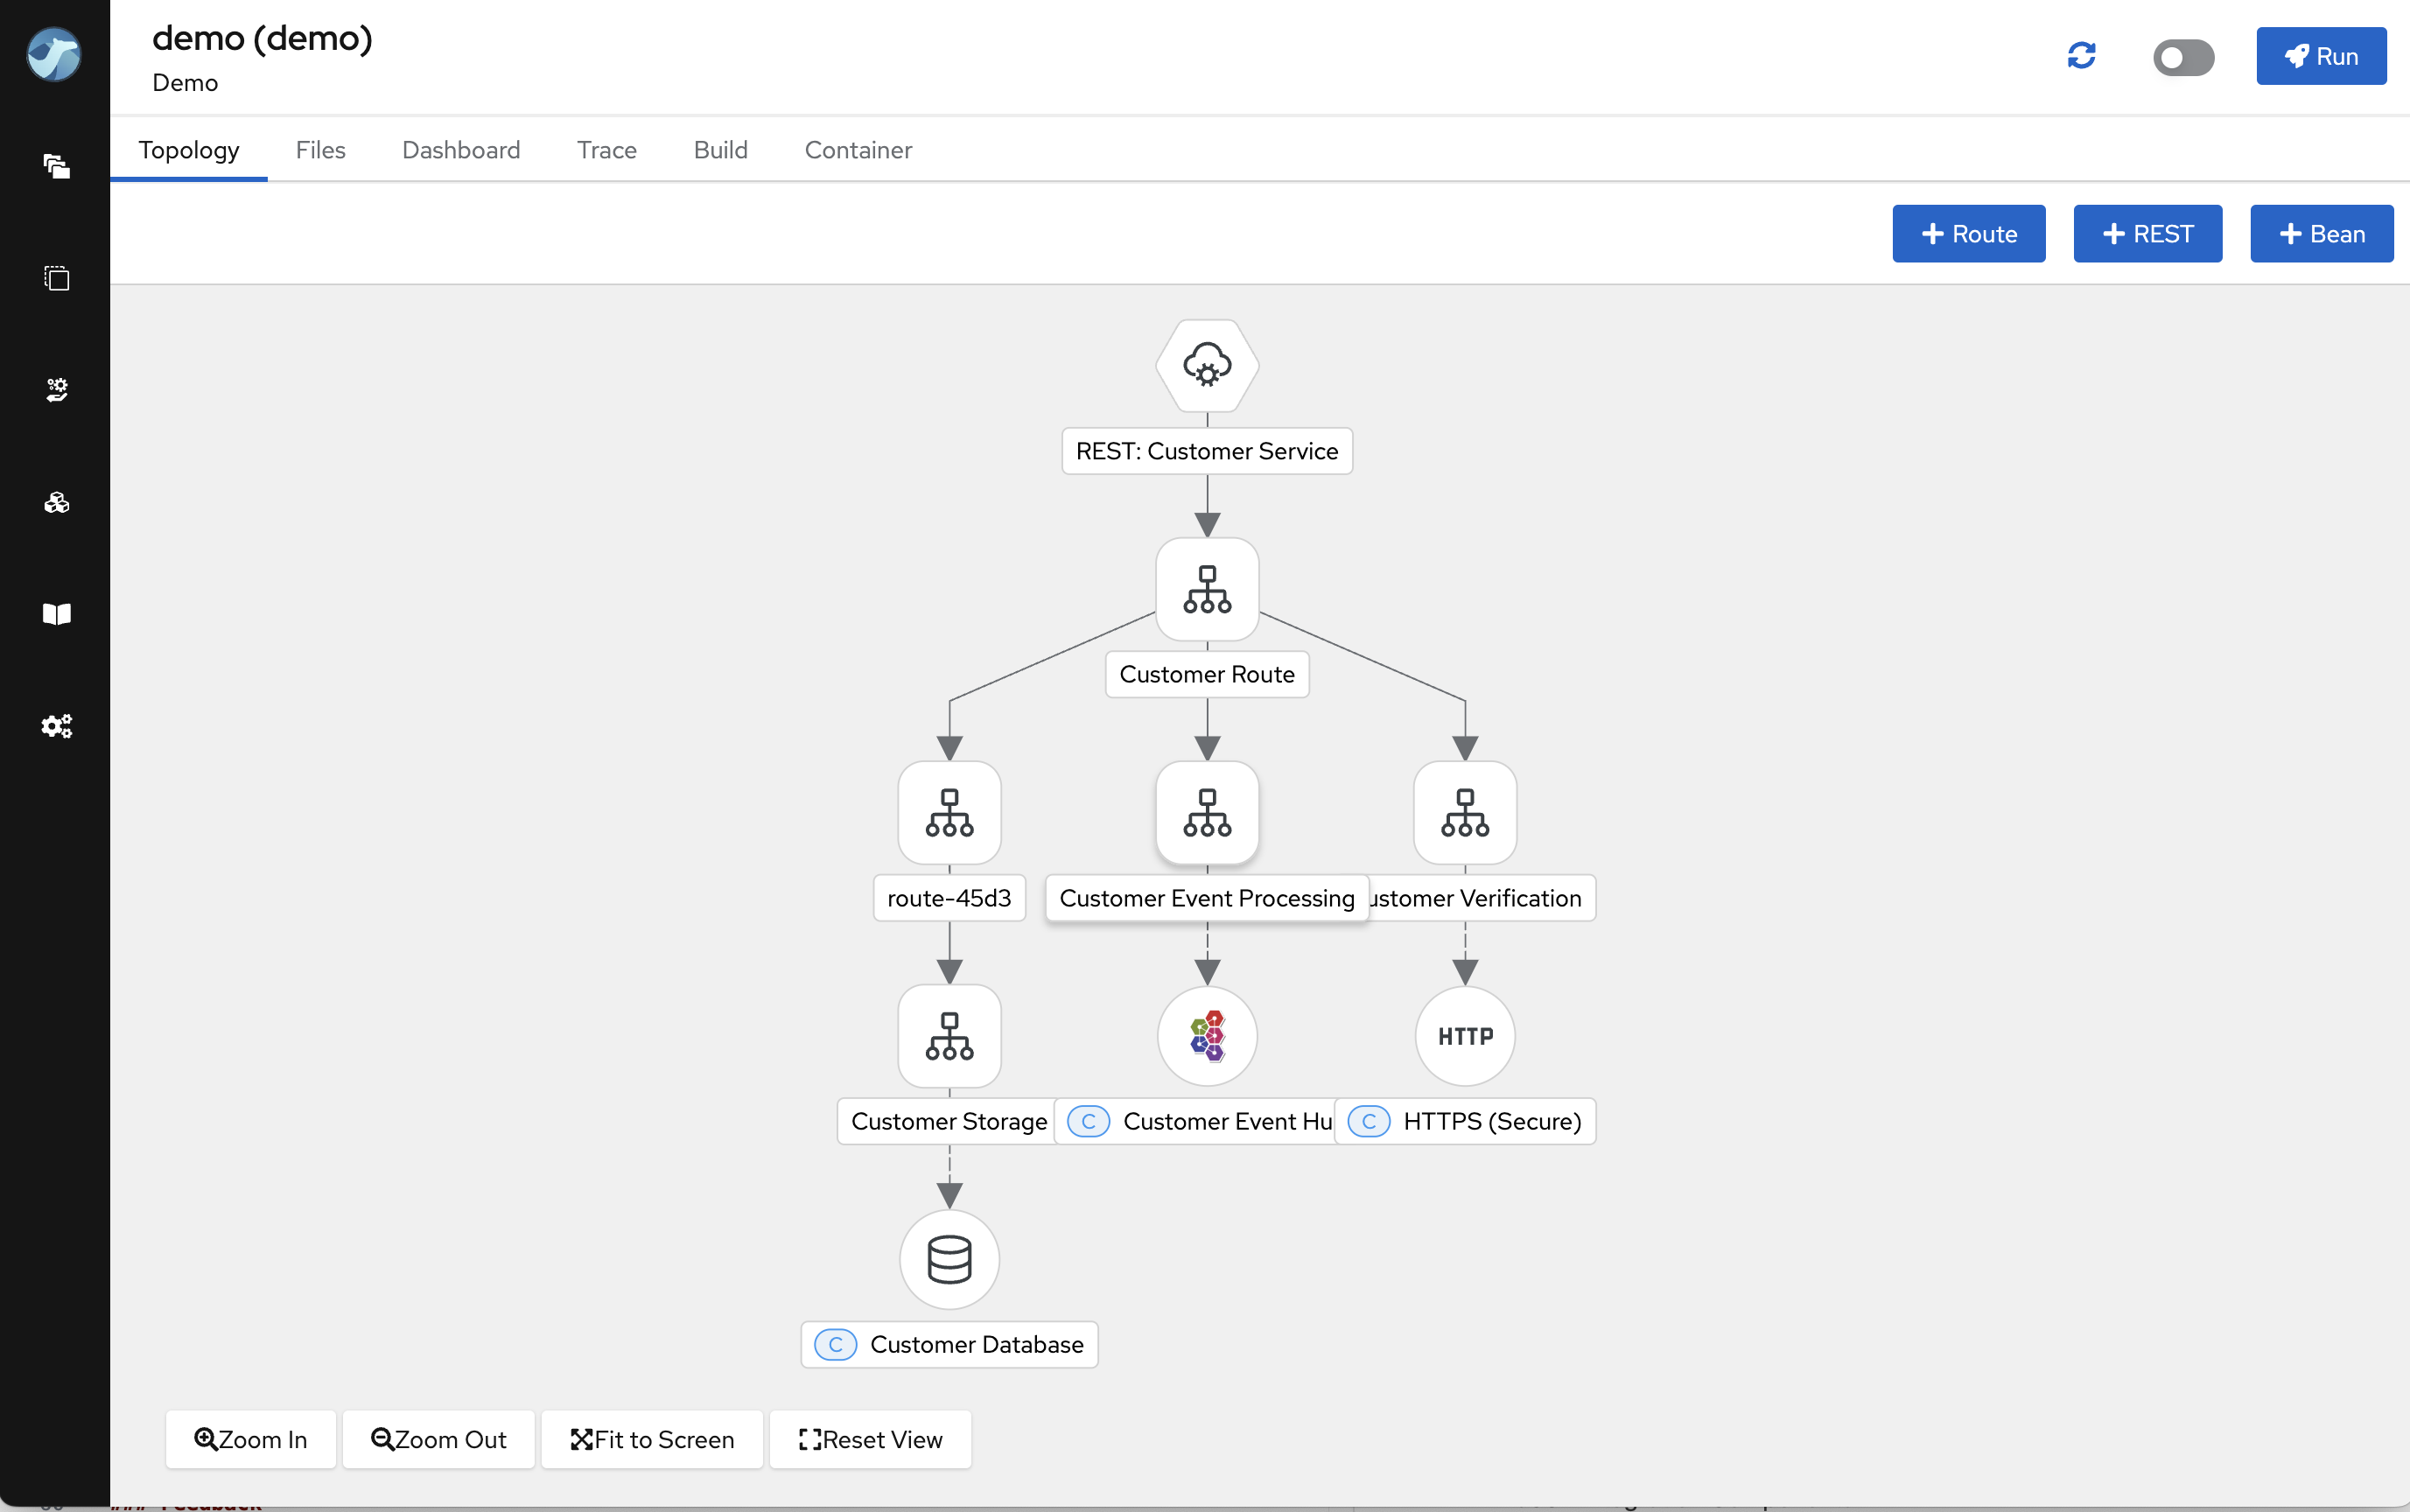 demo (demo)
Demo
Run
Topology Files Dashboard Trace Build Container
Route REST Bean
REST: Customer Service
Customer Route
route-45d3 Customer Event Processing ustomer Verification
HTTP
Customer Storage C Customer Event Hu C HTTPS (Secure)
C Customer Database
Zoom In Zoom Out Fit to Screen Reset View